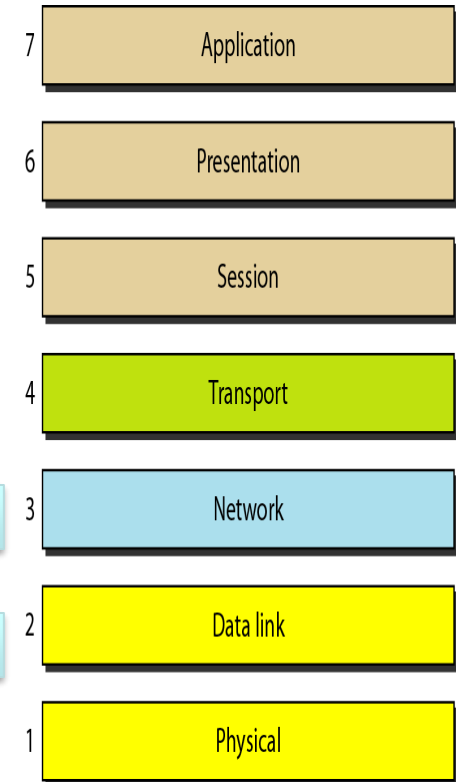 7 Application
6 Presentation
5 Session
4 Transport
3 Network
2 Data link
1 Physical